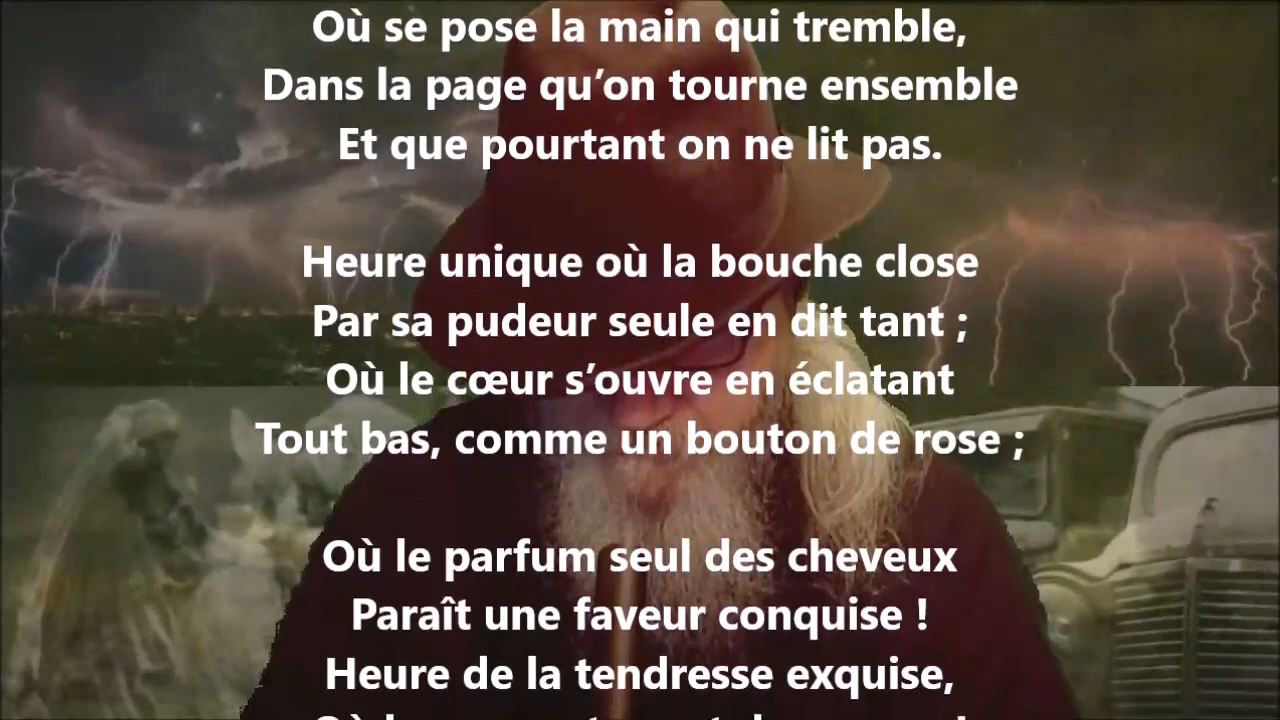 Où se pose la main qui tremble,
Dans la page qu’on tourne ensemble
Et que pourtant on ne lit pas.
Heure unique où la bouche close
Par sa pudeur seule en dit tant ;
Où le cœur s’ouvre en éclatant
Tout bas, comme un bouton de rose ;
Où le parfum seul des cheveux
Paraît une faveur conquise !
Heure de la tendresse exquise,